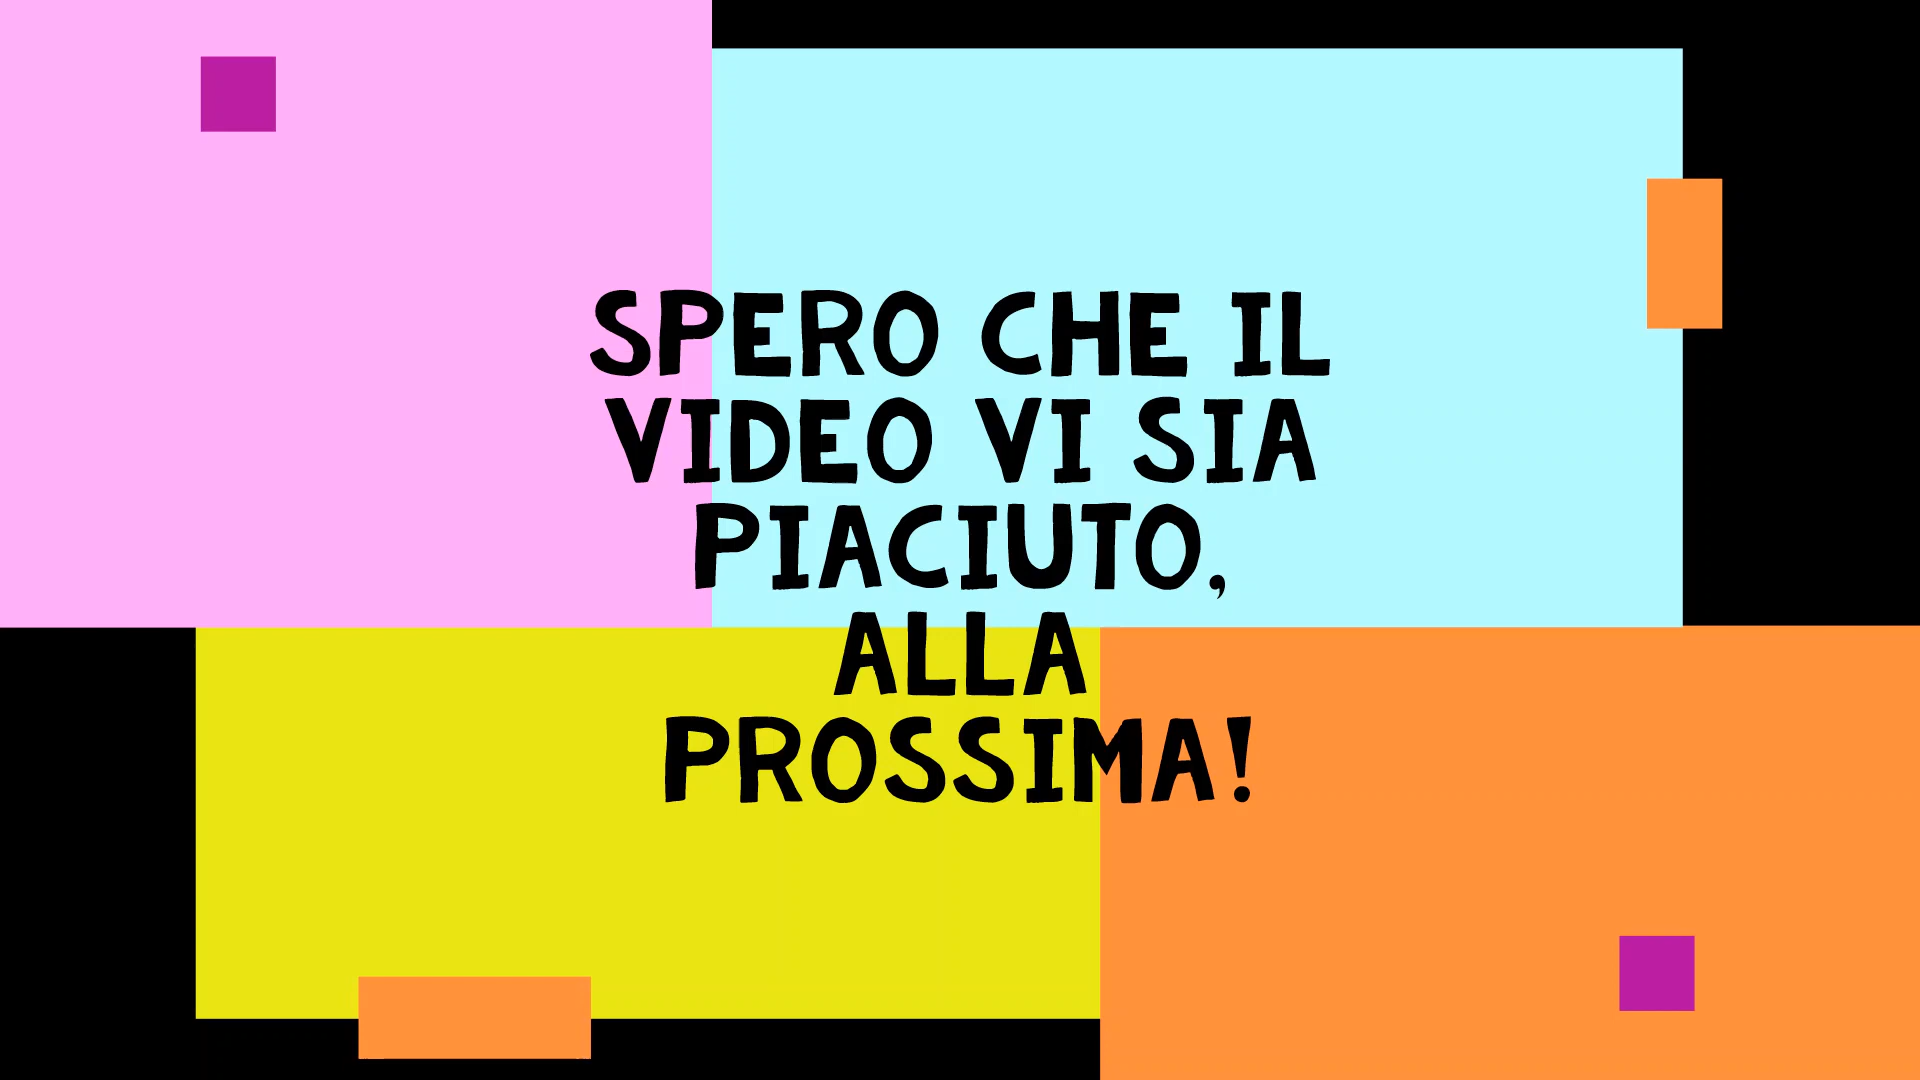 SPERO CHE IL
VIDEO VI SIA
PIACIUTO,
ALLA
PROSSIMA!